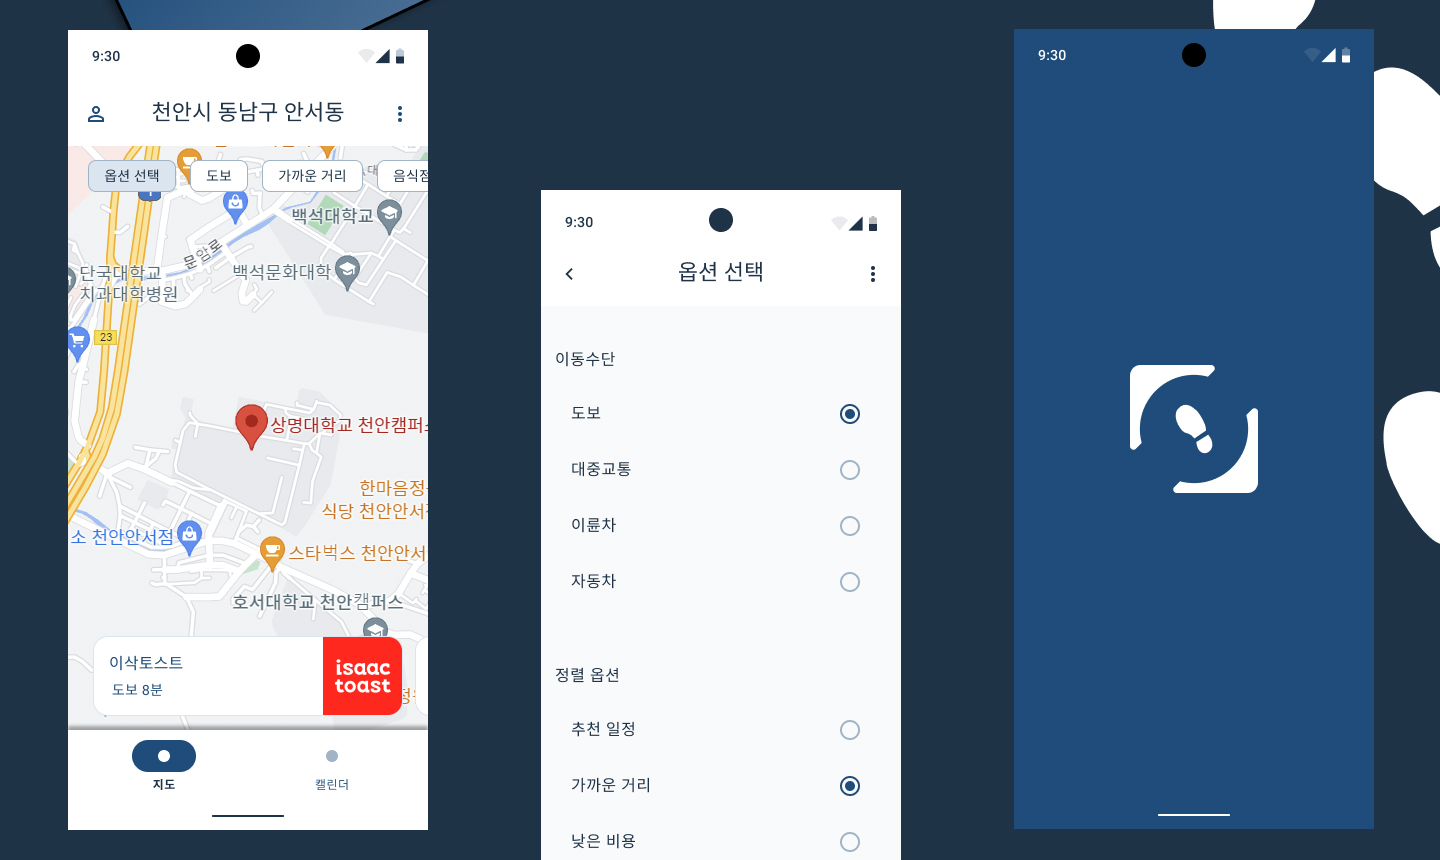 9:30
천안시 동남구 안서동
옵션 선택
도보
가까운 거리
음식점
백석대학교
문암로
백석문화대학
단국대학교
치과대학병원
23
상명대학교 천안캠퍼스
한마음정
식당 천안안서
소 천안안서점
스타벅스 천안안서
호서대학교 천안캠퍼스
이삭토스트
도보 8분
isaac
toast
지도
캘린더
9:30
옵션 선택
이동수단
도보
대중교통
이륜차
자동차
정렬 옵션
추천 일정
가까운 거리
낮은 비용
9:30